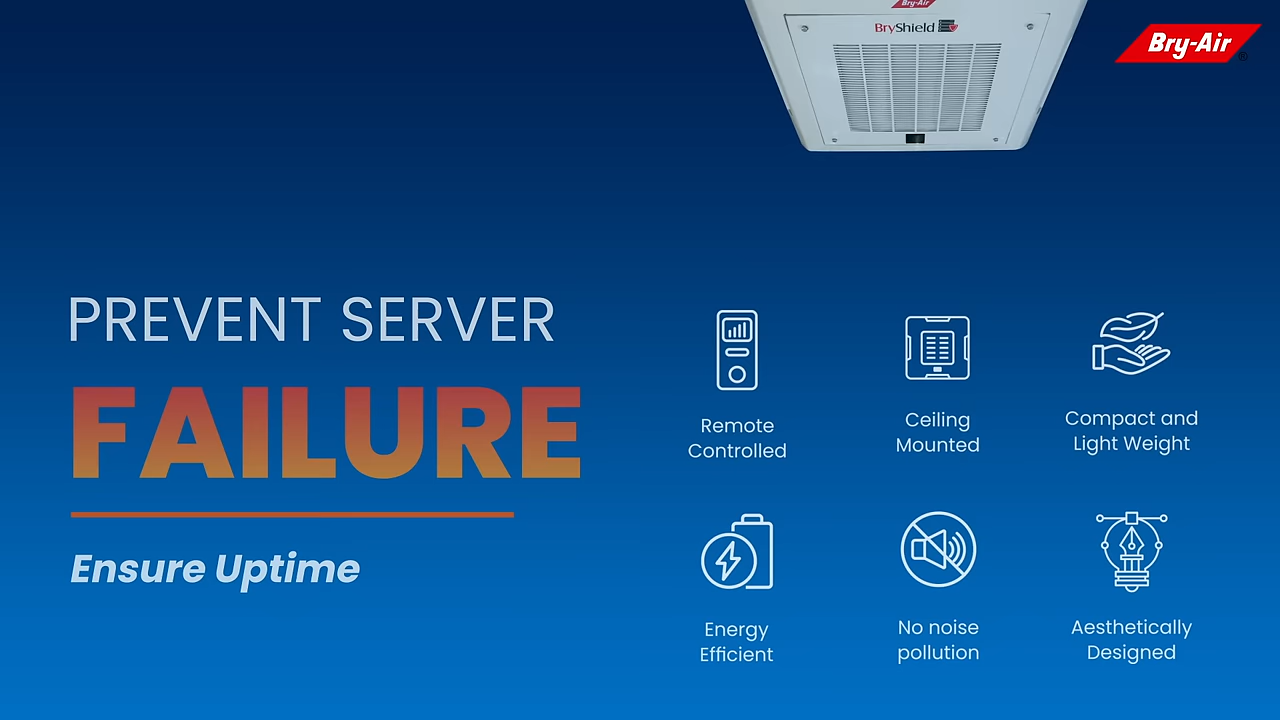 Bry-Air
BryShield
Bry-Air
®
PREVENT SERVER
FAILURE
Ensure Uptime
Remote
Controlled
Ceiling
Mounted
Compact and
Light Weight
Energy
Efficient
No noise
pollution
Aesthetically
Designed